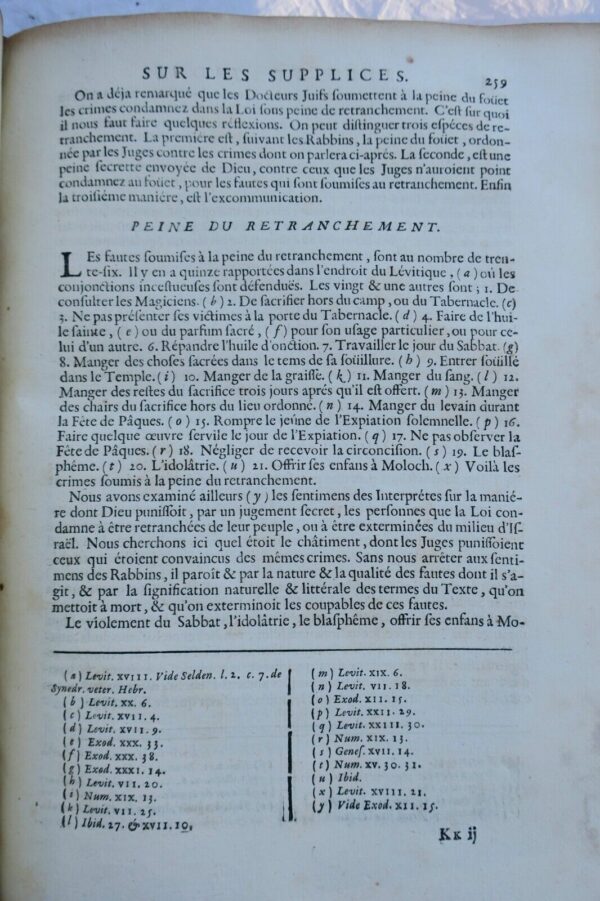 SUR LES SUPPLICES. 259
On a déja remarqué que les Docteurs Juifs soumettent à la peine du fouet
les crimes condamnez dans la Loi sous peine de retranchement. C'est sur quoi
il nous faut faire quelques réflexions. On peut distinguer trois espéces de re-
tranchement. La premiére est, suivant les Rabbins, la peine du fouet, ordon-
née par les Juges contre les crimes dont on parlera ci-aprés. La seconde, est une
peine secrette envoyée de Dieu, contre ceux que les Juges n'auroient point
condamnez au fouet, pour les fautes qui sont soumises au retranchement. Enfin
la troisiéme maniére, est l'excommunication.
PEINE DU RETRANCHEMENT.
LEs fautes soumises à la peine du retranchement, sont au nombre de tren-
te-six. Il y en a quinze rapportées dans l'endroit du Lévitique, (a) où les
conjonctions incestueuses sont défenduës. Les vingt & une autres sont; 1. De
consulter les Magiciens. (b) 2. De sacrifier hors du camp, ou du Tabernacle. (c)
3. Ne pas présenter ses victimes à la porte du Tabernacle. (d) 4. Faire de l'hui-
le sainte, (e) ou du parfum sacré, (f) pour son usage particulier, ou pour ce-
lui d'un autre. 6. Répandre l'huile d'onction. 7. Travailler le jour du Sabbat. (g)
8. Manger des choses sacrées dans le tems de sa soüillure. (h) 9. Entrer soüillé
dans le Temple. (i) 10. Manger de la graisse. (k) 11. Manger du sang. (l) 12.
Manger des restes du sacrifice trois jours aprés qu'il est offert. (m) 13. Manger
des chairs du sacrifice hors du lieu ordonné. (n) 14. Manger du levain durant
la Fête de Pâques. (o) 15. Rompre le jeûne de l'Expiation solemnelle. (p) 16.
Faire quelque œuvre servile le jour de l'Expiation. (q) 17. Ne pas observer la
Fête de Pâques. (r) 18. Négliger de recevoir la circoncision. (s) 19. Le blas-
phême. (t) 20. L'idolâtrie. (u) 21. Offrir ses enfans à Moloch. (x) Voilà les
crimes soumis à la peine du retranchement.
Nous avons examiné ailleurs (y) les sentimens des Interprétes sur la manié-
re dont Dieu punissoit, par un jugement secret, les personnes que la Loi con-
damne à être retranchées de leur peuple, ou à être exterminées du milieu d'Is-
raël. Nous cherchons ici quel étoit le châtiment, dont les Juges punissoient
ceux qui étoient convaincus des mêmes crimes. Sans nous arrêter aux senti-
mens des Rabbins, il paroît & par la nature & la qualité des fautes dont il s'a-
git, & par la signification naturelle & littérale des termes du Texte, qu'on
mettoit à mort, & qu'on exterminoit les coupables de ces fautes.
Le violement du Sabbat, l'idolâtrie, le blasphême, offrir ses enfans à Mo-
(a) Levit. XVIII. Vide Selden. l. 2. c. 7. de
Synedr. veter. Hebr.
(b) Levit. XX. 6.
(c) Levit. XVII. 4.
(d) Levit. XVII. 9.
(e) Exod. XXX. 33.
(f) Exod. XXX. 38.
(g) Exod. XXXI. 14.
(h) Levit. VII. 20.
(i) Num. XIX. 13.
(k) Levit. VII. 25.
(l) Ibid. 27. & XVII. 10.
(m) Levit. XIX. 6.
(n) Levit. VII. 18.
(o) Exod. XII. 15.
(p) Levit. XXII. 29.
(q) Levit. XXIII. 30.
(r) Num. XIX. 13.
(s) Genes. XVII. 14.
(t) Num. XV. 30. 31.
(u) Ibid.
(x) Levit. XVIII. 21.
(y) Vide Exod. XII. 15.
Kk ij